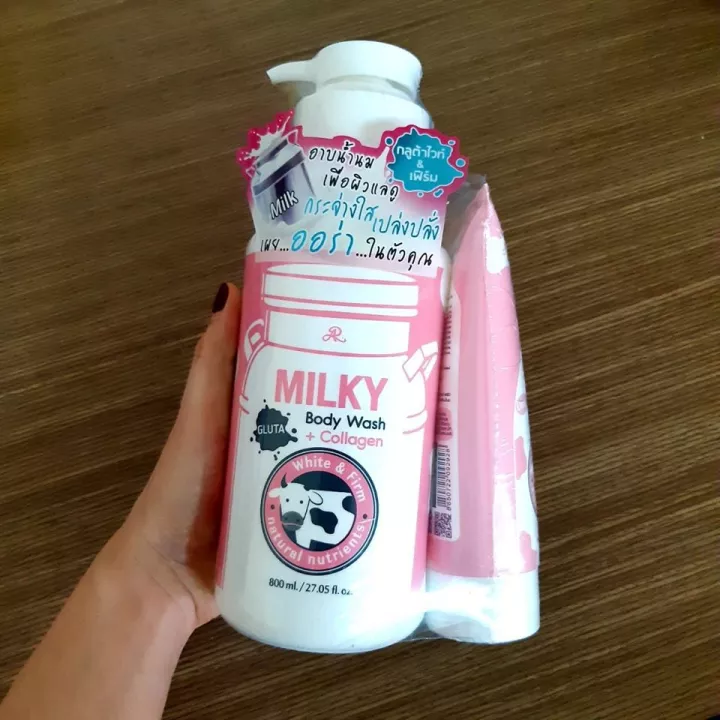 อาบน้ำนม
เพื่อผิวแลดู
กระจ่างใส เปล่งปลั่ง
เผย...ออร่า...ในตัวคุณ
กลูต้าไวท์
&
เฟิร์ม
Milk
AR
MILKY
Body Wash
+ Collagen
GLUTA
White & Firm
natural nutrients
800 ml. / 27.05 fl. oz.